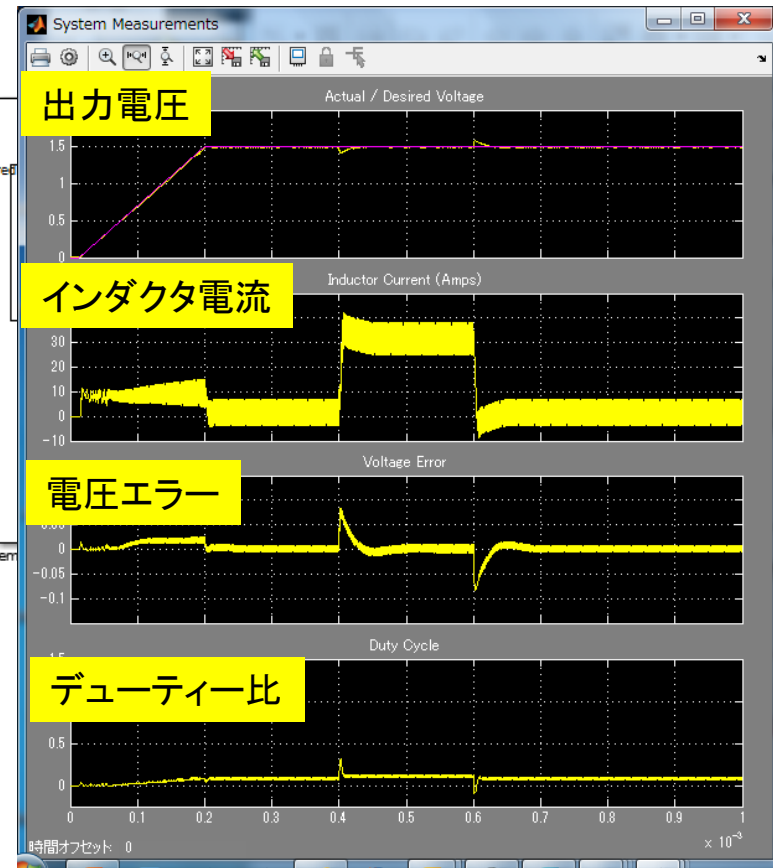 System Measurements
出力電圧
Actual / Desired Voltage
1.5
1
0.5
0
インダクタ電流
Inductor Current (Amps)
30
20
10
0
-10
電圧エラー
Voltage Error
0
-0.05
-0.1
デューティー比
Duty Cycle
0.5
0
0 0.1 0.2 0.3 0.4 0.5 0.6 0.7 0.8 0.9 1
× 10⁻³
時間オフセット: 0